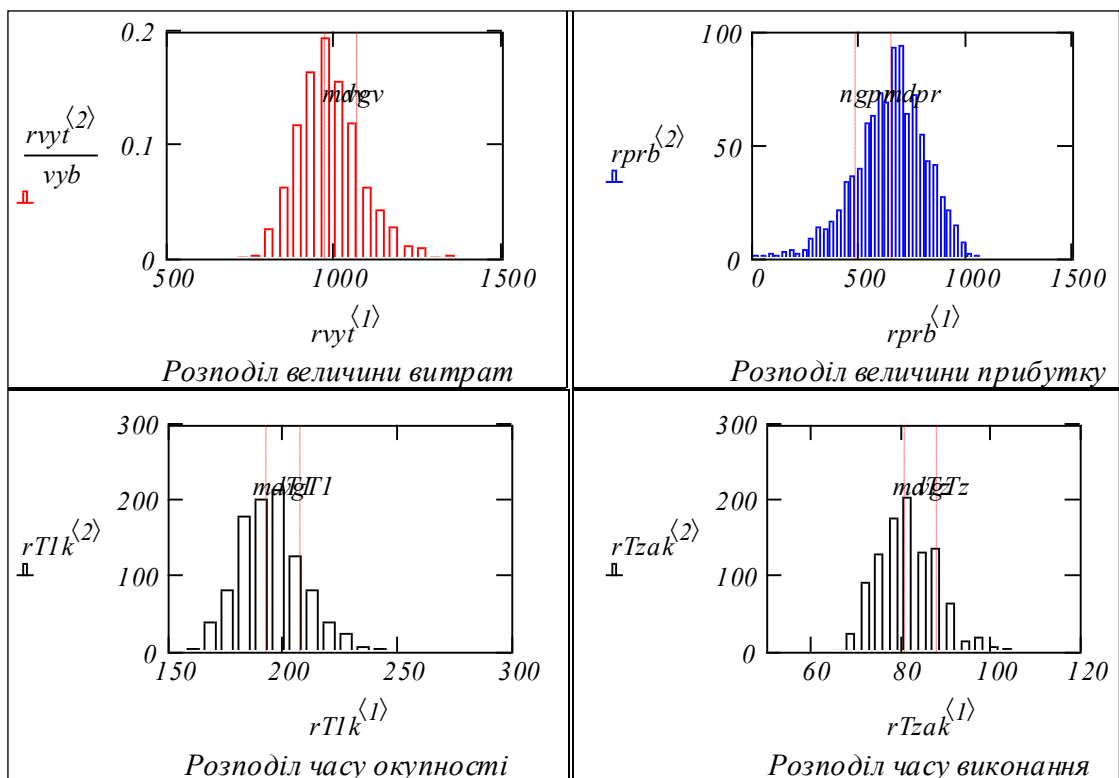 0.2
0.1
0
500
1000
1500
rvyt⟨2⟩
vyb
rvyt⟨1⟩
Розподіл величини витрат
100
50
0
0
500
1000
1500
ngpr
mdpr
rprb⟨2⟩
rprb⟨1⟩
Розподіл величини прибутку
300
200
100
0
150
200
250
300
rT1k⟨2⟩
rT1k⟨1⟩
Розподіл часу окупності
300
200
100
0
60
80
100
120
rTzak⟨2⟩
rTzak⟨1⟩
Розподіл часу виконання